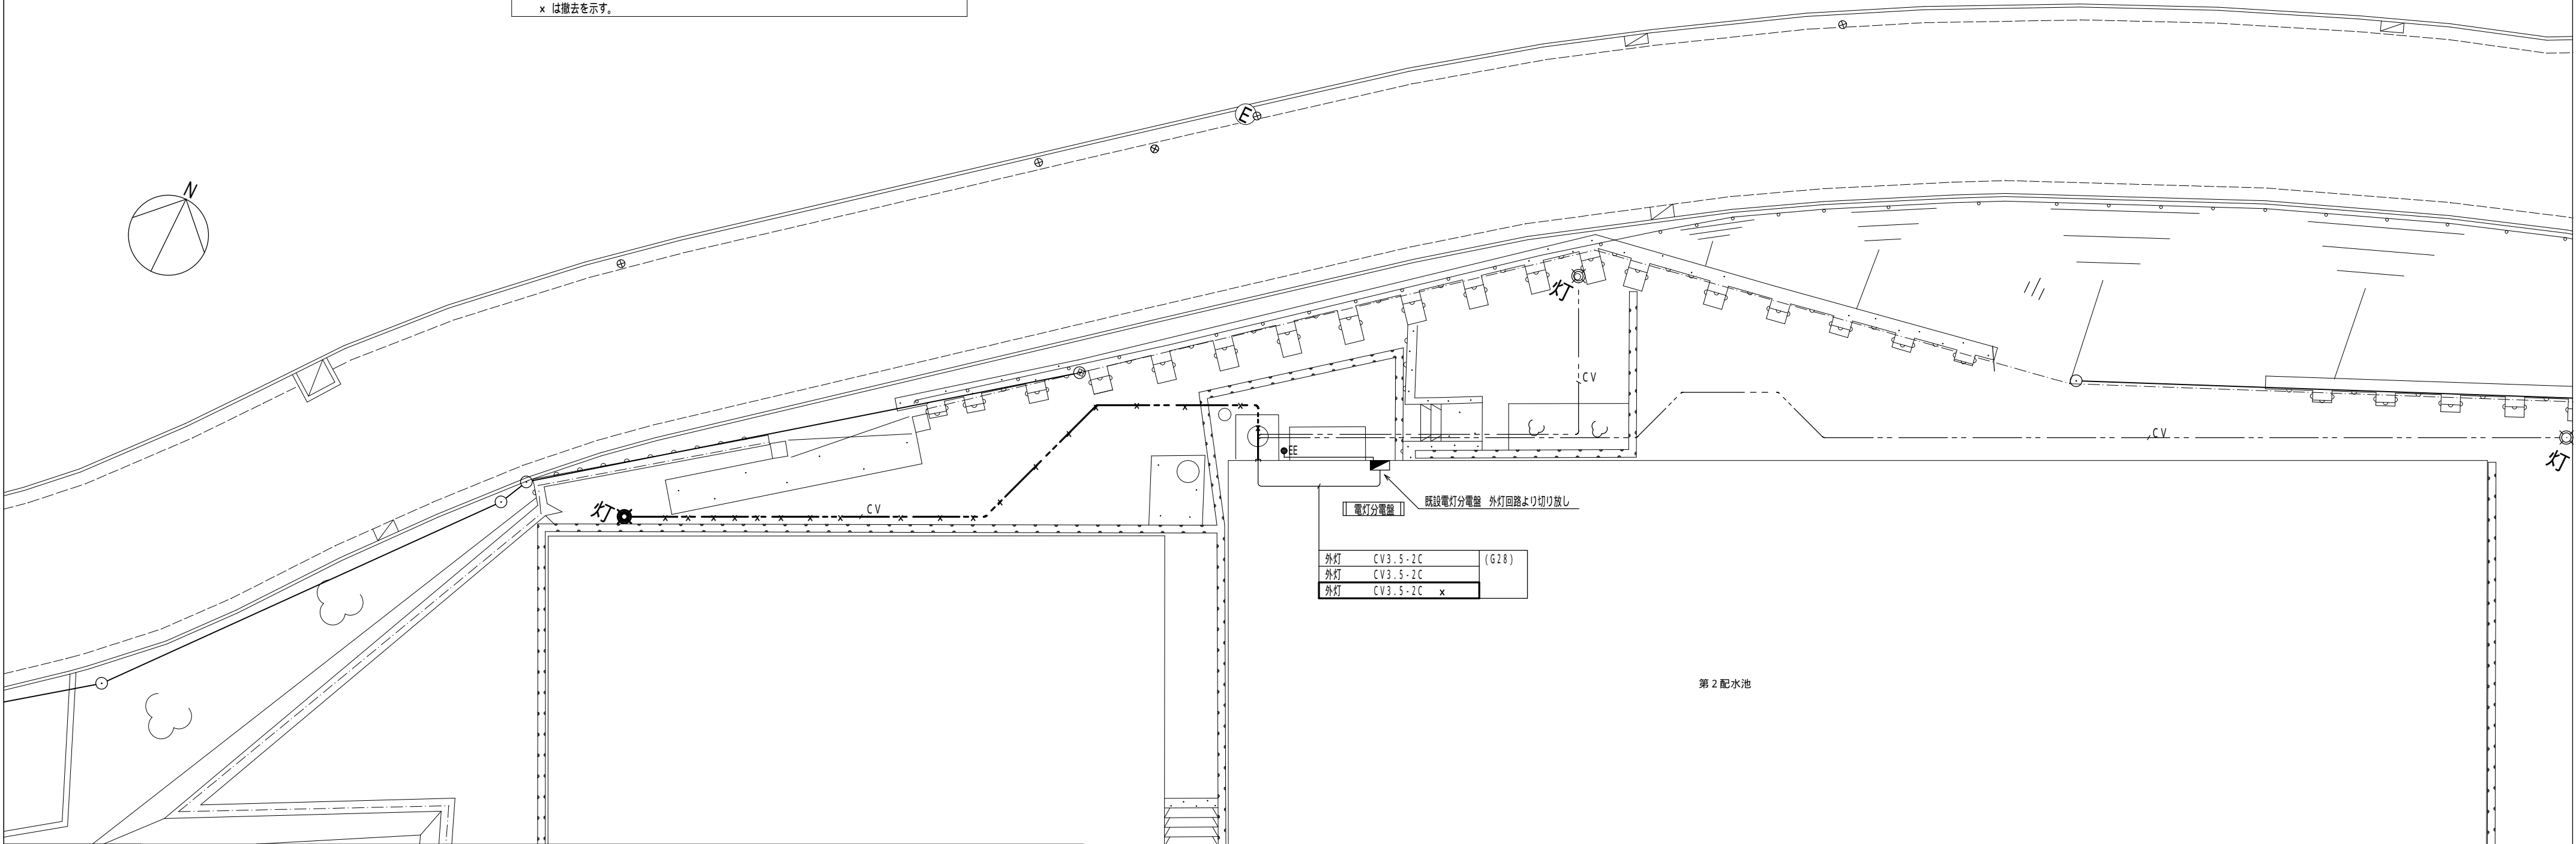 x は撤去を示す。
E
N
灯
CV
CV
灯
EE
灯
CV
電灯分電盤
既設電灯分電盤 外灯回路より切り放し
外灯 CV3.5-2C (G28)
外灯 CV3.5-2C
外灯 CV3.5-2C x
第2配水池